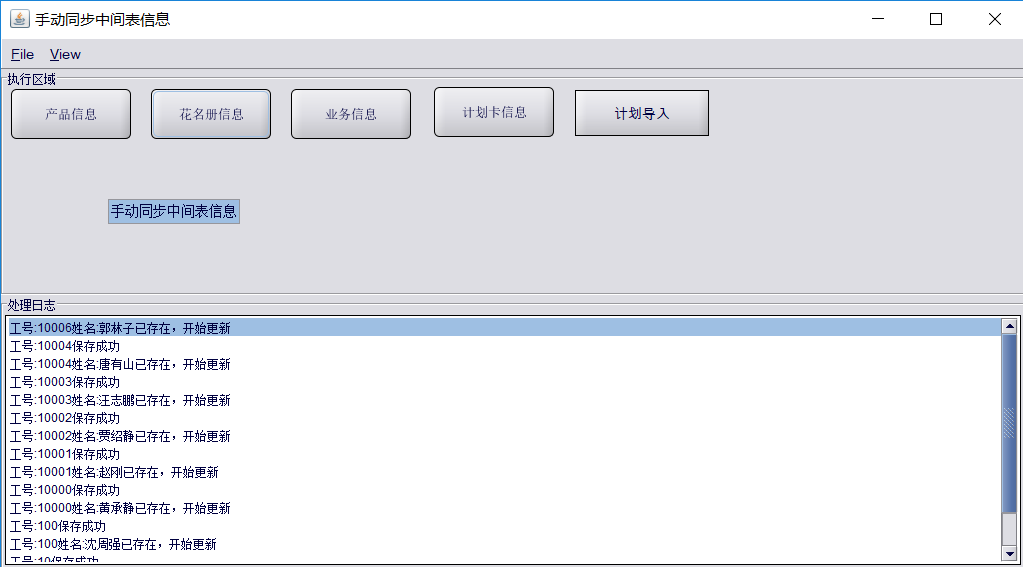 手动同步中间表信息
File View
执行区域
产品信息 花名册信息 业务信息 计划卡信息 计划导入
手动同步中间表信息
处理日志
工号:10006姓名:郭林子已存在，开始更新
工号:10004保存成功
工号:10004姓名:唐有山已存在，开始更新
工号:10003保存成功
工号:10003姓名:汪志鹏已存在，开始更新
工号:10002保存成功
工号:10002姓名:贾绍静已存在，开始更新
工号:10001保存成功
工号:10001姓名:赵刚已存在，开始更新
工号:10000保存成功
工号:10000姓名:黄承静已存在，开始更新
工号:100保存成功
工号:100姓名:沈周强已存在，开始更新
工号:10保存成功